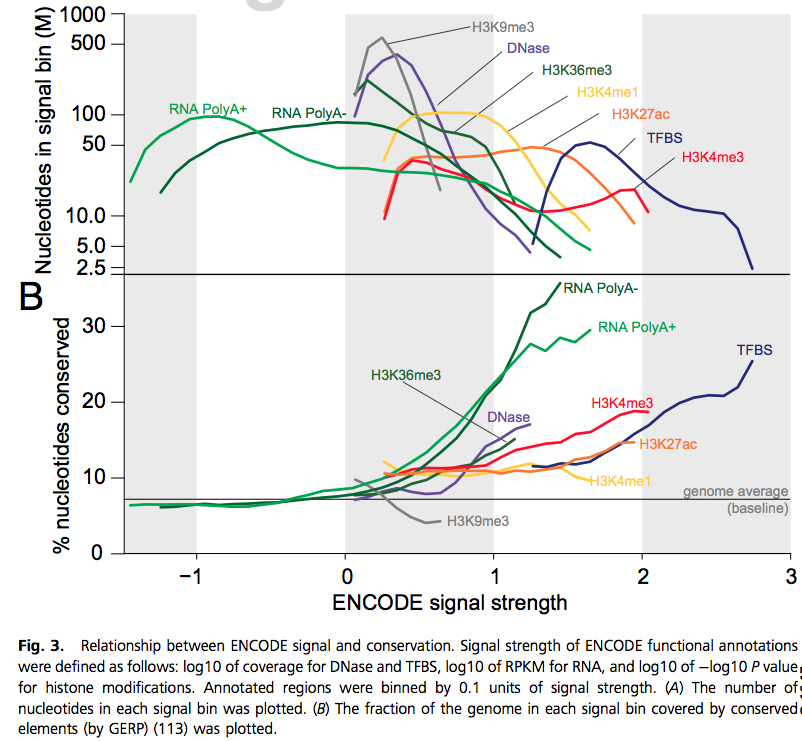 1000
500
100
50
10.0
5.0
2.5
Nucleotides in signal bin (M)
H3K9me3
DNase
H3K36me3
H3K4me1
H3K27ac
TFBS
H3K4me3
RNA PolyA+
RNA PolyA-
B
30
20
10
0
% nucleotides conserved
RNA PolyA-
RNA PolyA+
TFBS
H3K36me3
DNase
H3K4me3
H3K27ac
H3K4me1
H3K9me3
genome average
(baseline)
−1 0 1 2 3
ENCODE signal strength
Fig. 3. Relationship between ENCODE signal and conservation. Signal strength of ENCODE functional annotations
were defined as follows: log10 of coverage for DNase and TFBS, log10 of RPKM for RNA, and log10 of −log10 P value
for histone modifications. Annotated regions were binned by 0.1 units of signal strength. (A) The number of
nucleotides in each signal bin was plotted. (B) The fraction of the genome in each signal bin covered by conserved
elements (by GERP) (113) was plotted.